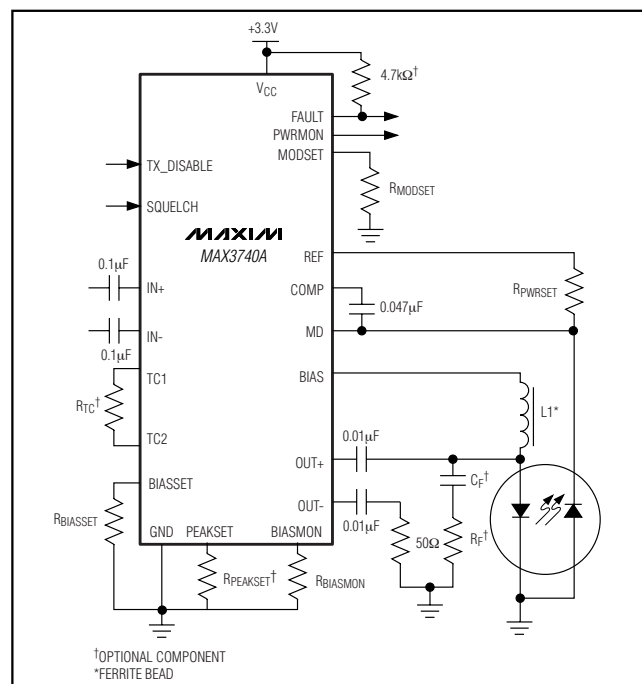 +3.3V
4.7kΩ†
VCC
FAULT
PWRMON
MODSET
TX_DISABLE
RMODSET
SQUELCH
MAXIM
MAX3740A
REF
0.1µF
COMP
RPWRSET
IN+
0.047µF
MD
IN-
0.1µF
TC1
BIAS
RTC†
L1*
0.01µF
TC2
OUT+
CF†
BIASSET
OUT-
RBIASSET
0.01µF
50Ω
RF†
GND
PEAKSET
BIASMON
RPEAKSET†
RBIASMON
†OPTIONAL COMPONENT
*FERRITE BEAD